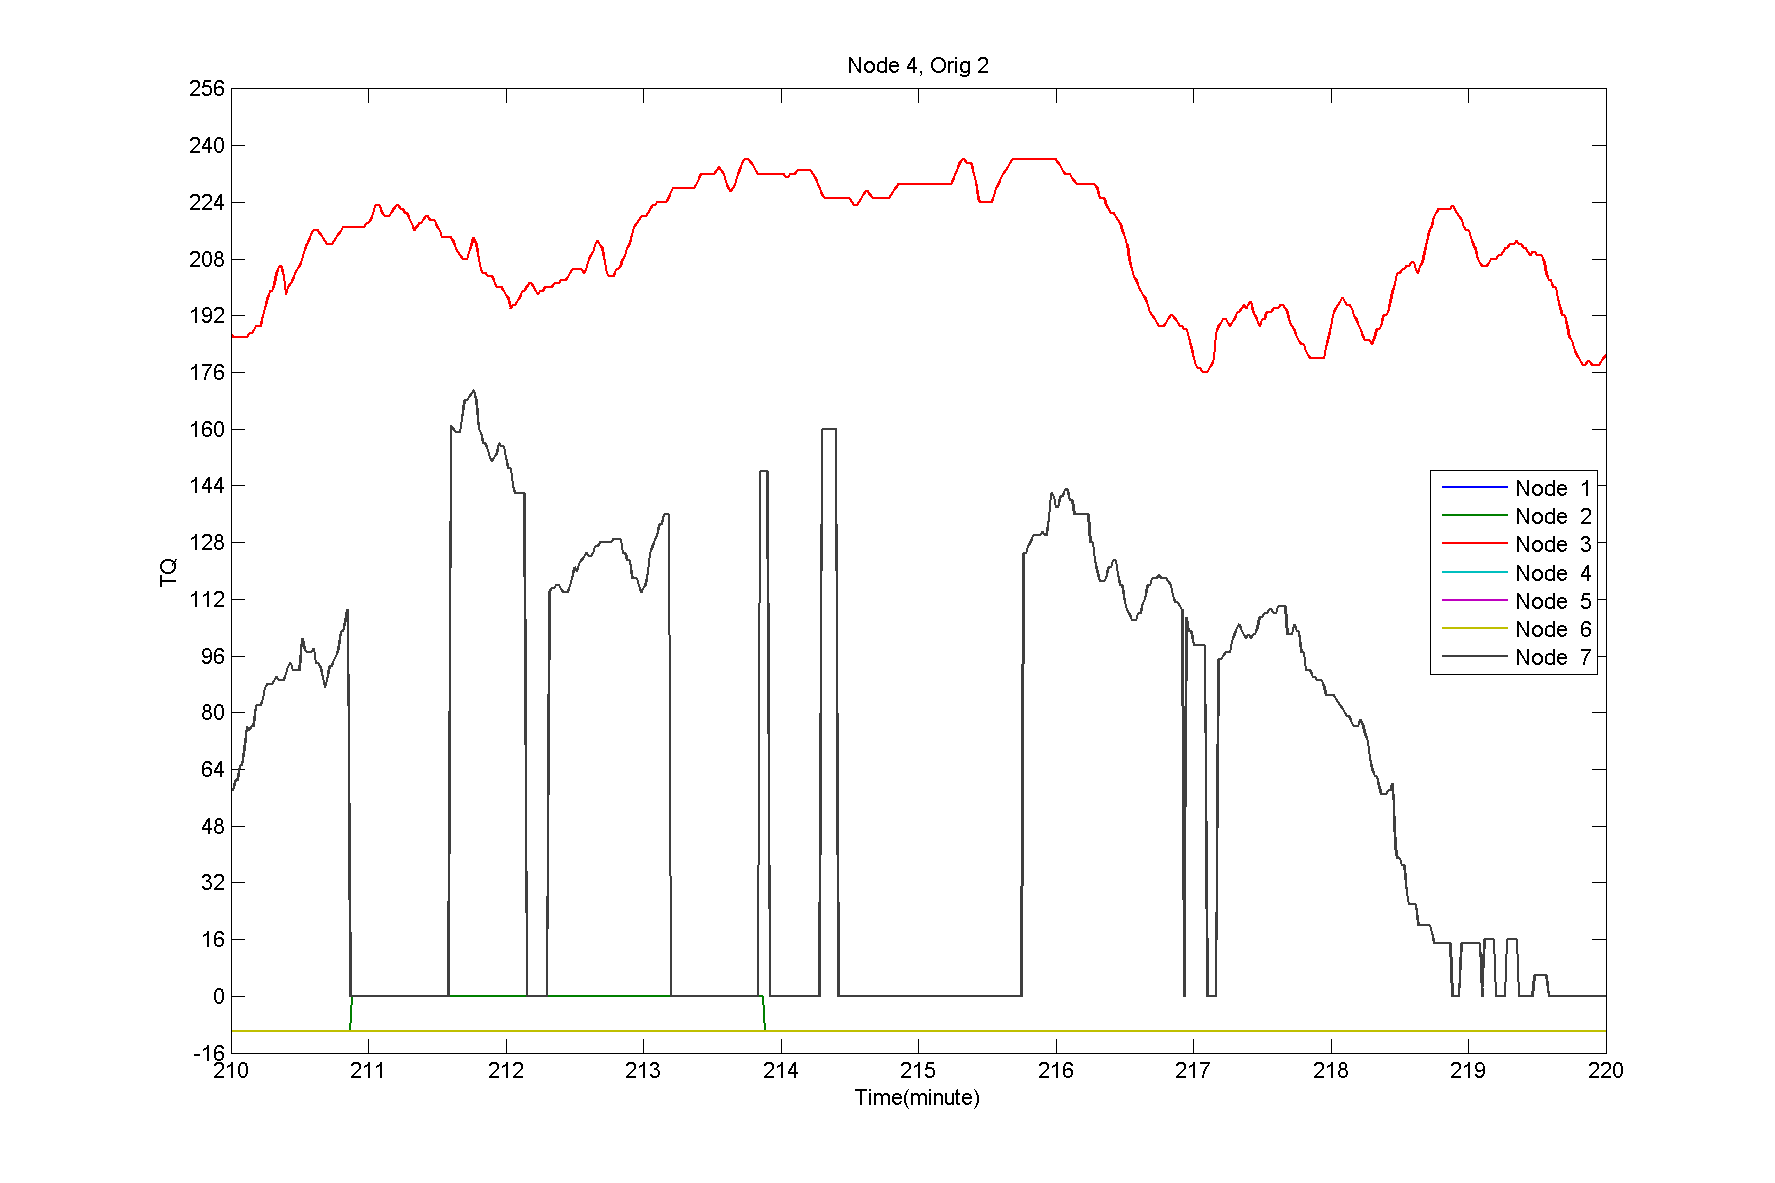 Node 4, Orig 2
256
240
224
208
192
176
160
144
128
112
96
80
64
48
32
16
0
-16
TQ
210 211 212 213 214 215 216 217 218 219 220
Time(minute)
Node 1
Node 2
Node 3
Node 4
Node 5
Node 6
Node 7